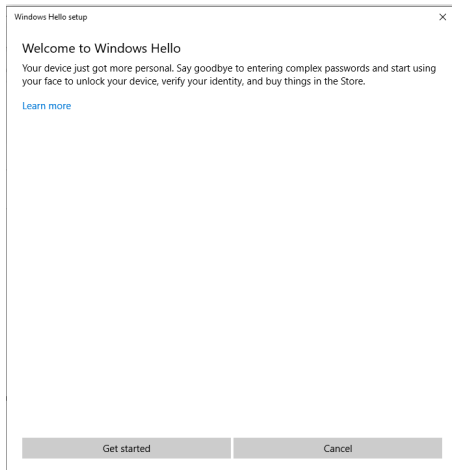 Windows Hello setup
Welcome to Windows Hello
Your device just got more personal. Say goodbye to entering complex passwords and start using
your face to unlock your device, verify your identity, and buy things in the Store.
Learn more
Get started
Cancel